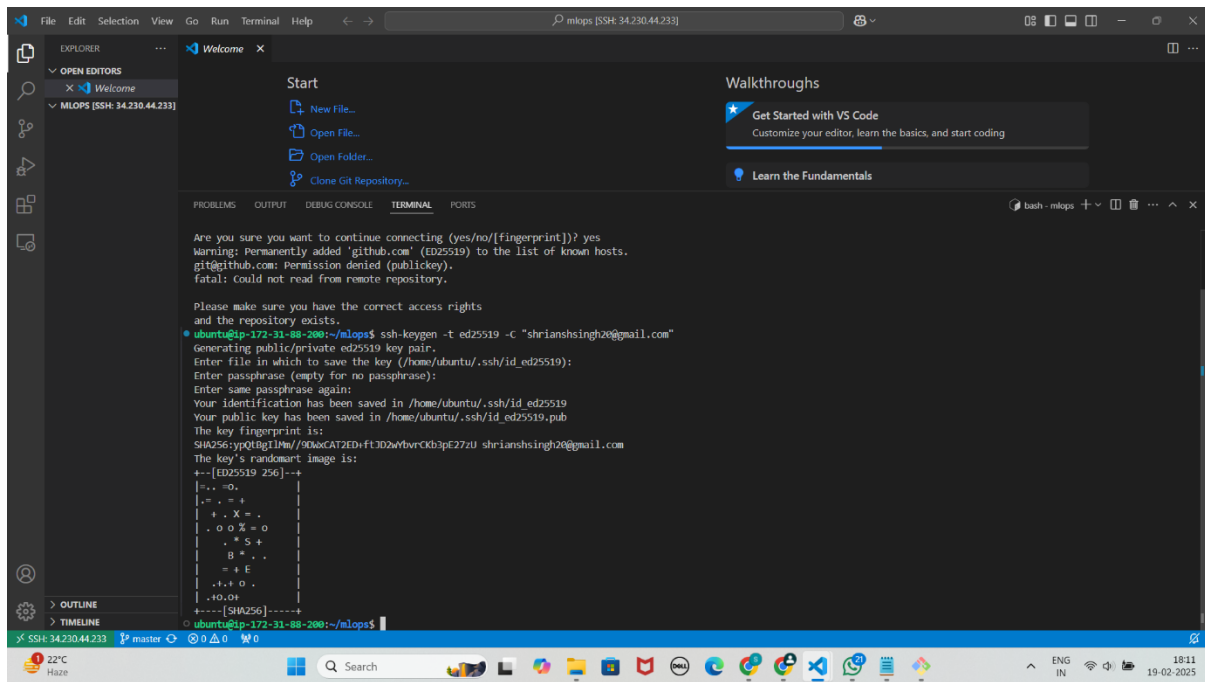 File Edit Selection View Go Run Terminal Help
mlops [SSH: 34.230.44.233]
EXPLORER
Welcome
OPEN EDITORS
Welcome
MLOPS [SSH: 34.230.44.233]
Start
New File...
Open File...
Open Folder...
Clone Git Repository...
Walkthroughs
Get Started with VS Code
Customize your editor, learn the basics, and start coding
Learn the Fundamentals
PROBLEMS OUTPUT DEBUG CONSOLE TERMINAL PORTS
bash - mlops
Are you sure you want to continue connecting (yes/no/[fingerprint])? yes
Warning: Permanently added 'github.com' (ED25519) to the list of known hosts.
git@github.com: Permission denied (publickey).
fatal: Could not read from remote repository.
Please make sure you have the correct access rights
and the repository exists.
ubuntu@ip-172-31-88-200:~/mlops$ ssh-keygen -t ed25519 -C "shrianshsingh20@gmail.com"
Generating public/private ed25519 key pair.
Enter file in which to save the key (/home/ubuntu/.ssh/id_ed25519):
Enter passphrase (empty for no passphrase):
Enter same passphrase again:
Your identification has been saved in /home/ubuntu/.ssh/id_ed25519
Your public key has been saved in /home/ubuntu/.ssh/id_ed25519.pub
The key fingerprint is:
shrianshsingh20@gmail.com
The key's randomart image is:
+--[ED25519 256]--+
|=.. =o.          |
|.= . = +         |
|  + . X = .      |
| . o o % = o     |
|    . * S +      |
|     B * . .     |
|    = + E        |
|  .+.+ o .       |
| .+o.o+          |
+----[SHA256]-----+
ubuntu@ip-172-31-88-200:~/mlops$
OUTLINE
TIMELINE
SSH: 34.230.44.233 master 0 0 0
1
22°C
Haze
Search
DELL
ENG
IN
18:11
19-02-2025